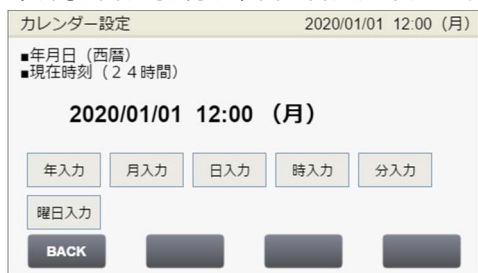 カレンダー設定 2020/01/01 12:00（月）
■年月日（西暦）
■現在時刻（２４時間）
2020/01/01 12:00 （月）
年入力 月入力 日入力 時入力 分入力
曜日入力
BACK